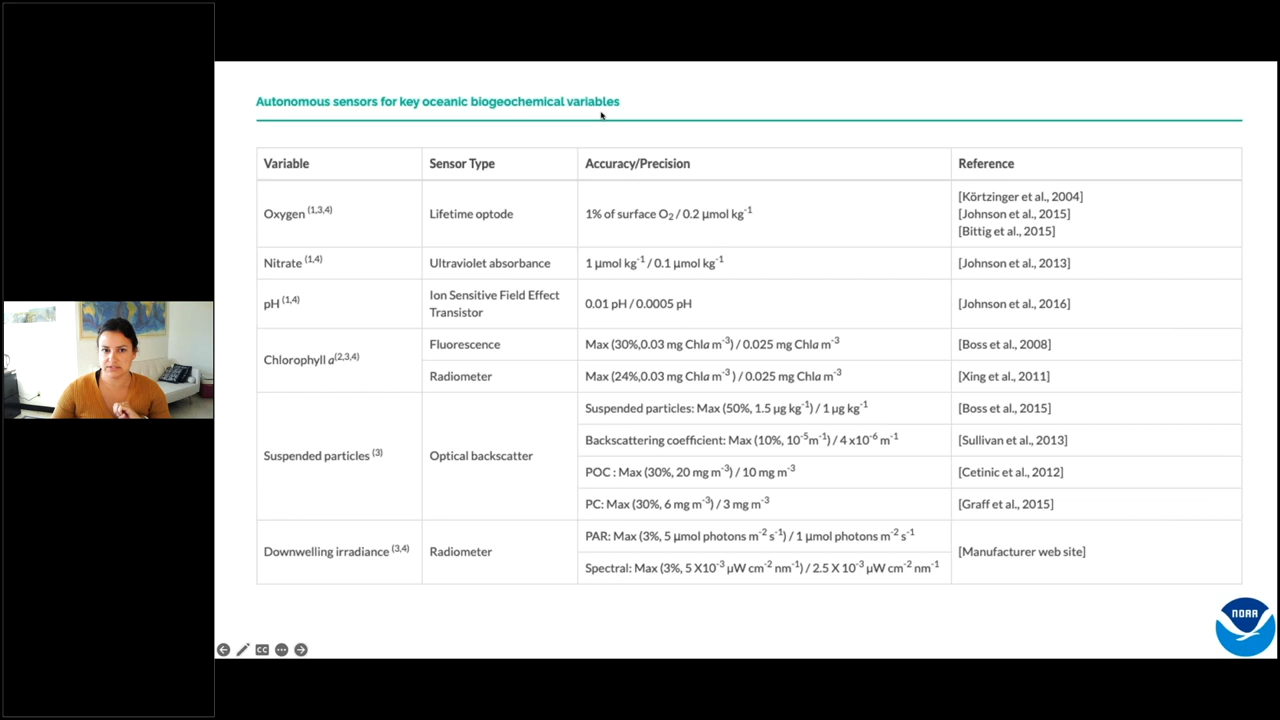 Autonomous sensors for key oceanic biogeochemical variables
Variable Sensor Type Accuracy/Precision Reference
Oxygen (1,3,4) Lifetime optode 1% of surface O₂ / 0.2 µmol kg⁻¹ [Körtzinger et al., 2004]
[Johnson et al., 2015]
[Bittig et al., 2015]
Nitrate (1,4) Ultraviolet absorbance 1 µmol kg⁻¹ / 0.1 µmol kg⁻¹ [Johnson et al., 2013]
pH (1,4) Ion Sensitive Field Effect
Transistor 0.01 pH / 0.0005 pH [Johnson et al., 2016]
Chlorophyll a(2,3,4) Fluorescence Max (30%,0.03 mg Chla m⁻³) / 0.025 mg Chla m⁻³ [Boss et al., 2008]
Radiometer Max (24%,0.03 mg Chla m⁻³ ) / 0.025 mg Chla m⁻³ [Xing et al., 2011]
Suspended particles (3) Optical backscatter Suspended particles: Max (50%, 1.5 µg kg⁻¹) / 1 µg kg⁻¹ [Boss et al., 2015]
Backscattering coefficient: Max (10%, 10⁻⁵m⁻¹) / 4 x10⁻⁶ m⁻¹ [Sullivan et al., 2013]
POC : Max (30%, 20 mg m⁻³) / 10 mg m⁻³ [Cetinic et al., 2012]
PC: Max (30%, 6 mg m⁻³) / 3 mg m⁻³ [Graff et al., 2015]
Downwelling irradiance (3,4) Radiometer PAR: Max (3%, 5 µmol photons m⁻² s⁻¹) / 1 µmol photons m⁻² s⁻¹ [Manufacturer web site]
Spectral: Max (3%, 5 X10⁻³ µW cm⁻² nm⁻¹) / 2.5 X 10⁻³ µW cm⁻² nm⁻¹
NOAA
CC